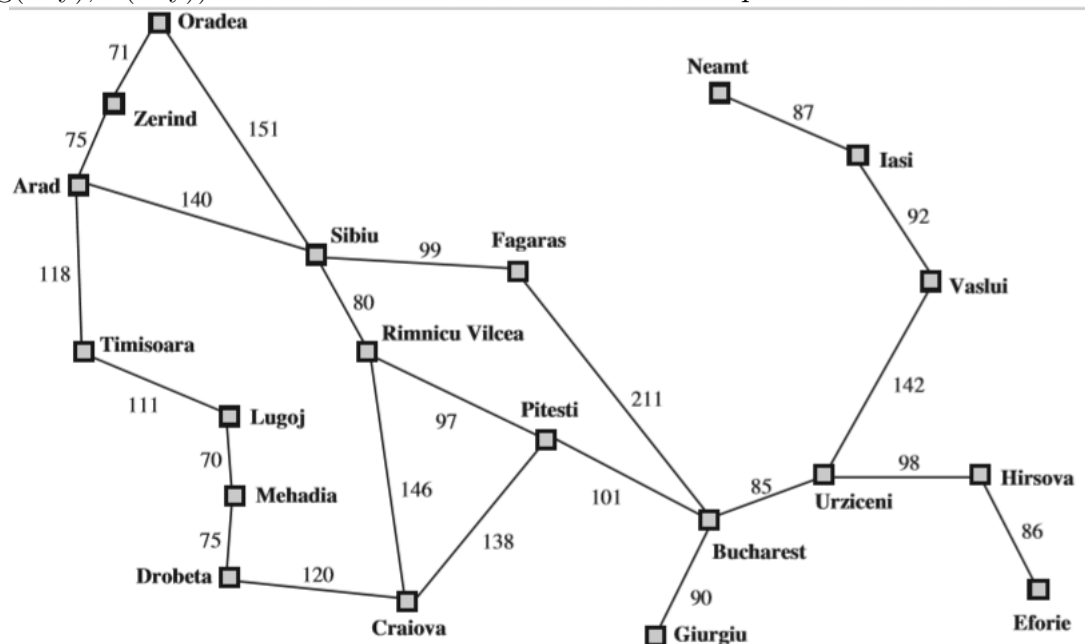 Oradea
71
Neamt
87
Zerind
151
75
Iasi
Arad
140
92
Sibiu
Fagaras
99
118
Vaslui
80
Timisoara
Rimnicu Vilcea
142
111
Lugoj
97
Pitesti
211
70
98
Mehadia
146
101
85
Urziceni
Hirsova
75
138
86
Drobeta
120
Bucharest
90
Craiova
Giurgiu
Eforie